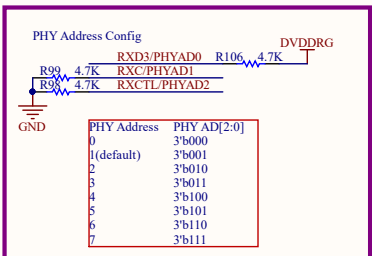 PHY Address Config
DVDDRG
RXD3/PHYAD0 R106 4.7K
R99 4.7K RXC/PHYAD1
R98 4.7K RXCTL/PHYAD2
GND
PHY Address PHY AD[2:0]
0 3'b000
1(default) 3'b001
2 3'b010
3 3'b011
4 3'b100
5 3'b101
6 3'b110
7 3'b111